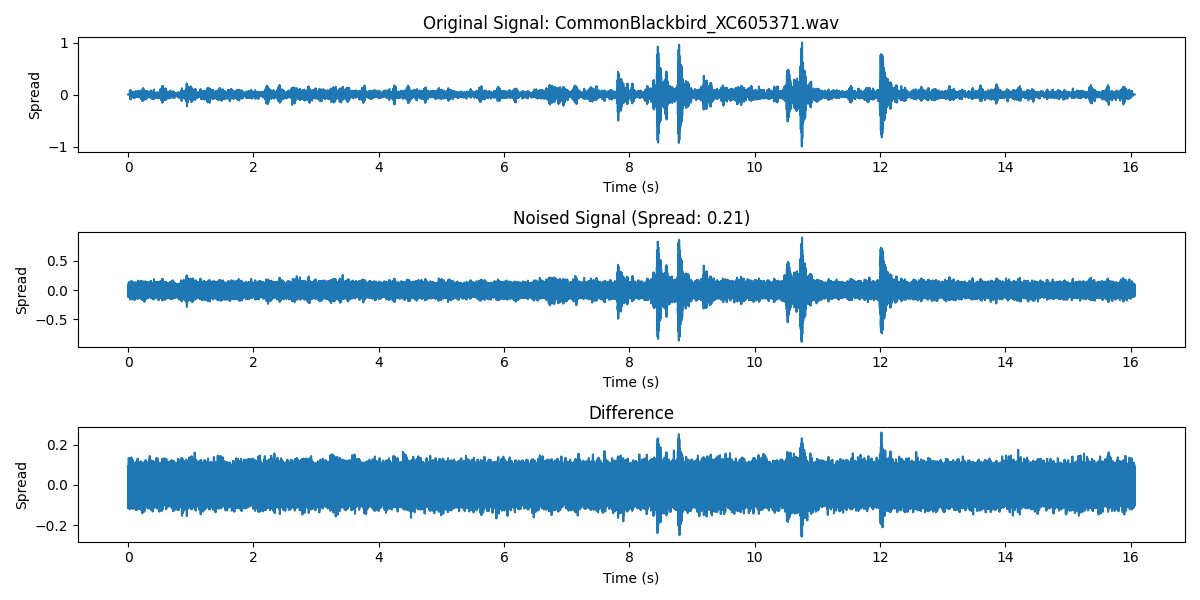 Original Signal: CommonBlackbird_XC605371.wav
1
0
−1
Spread
0 2 4 6 8 10 12 14 16
Time (s)
Noised Signal (Spread: 0.21)
0.5
0.0
−0.5
Spread
0 2 4 6 8 10 12 14 16
Time (s)
Difference
0.2
0.0
−0.2
Spread
0 2 4 6 8 10 12 14 16
Time (s)